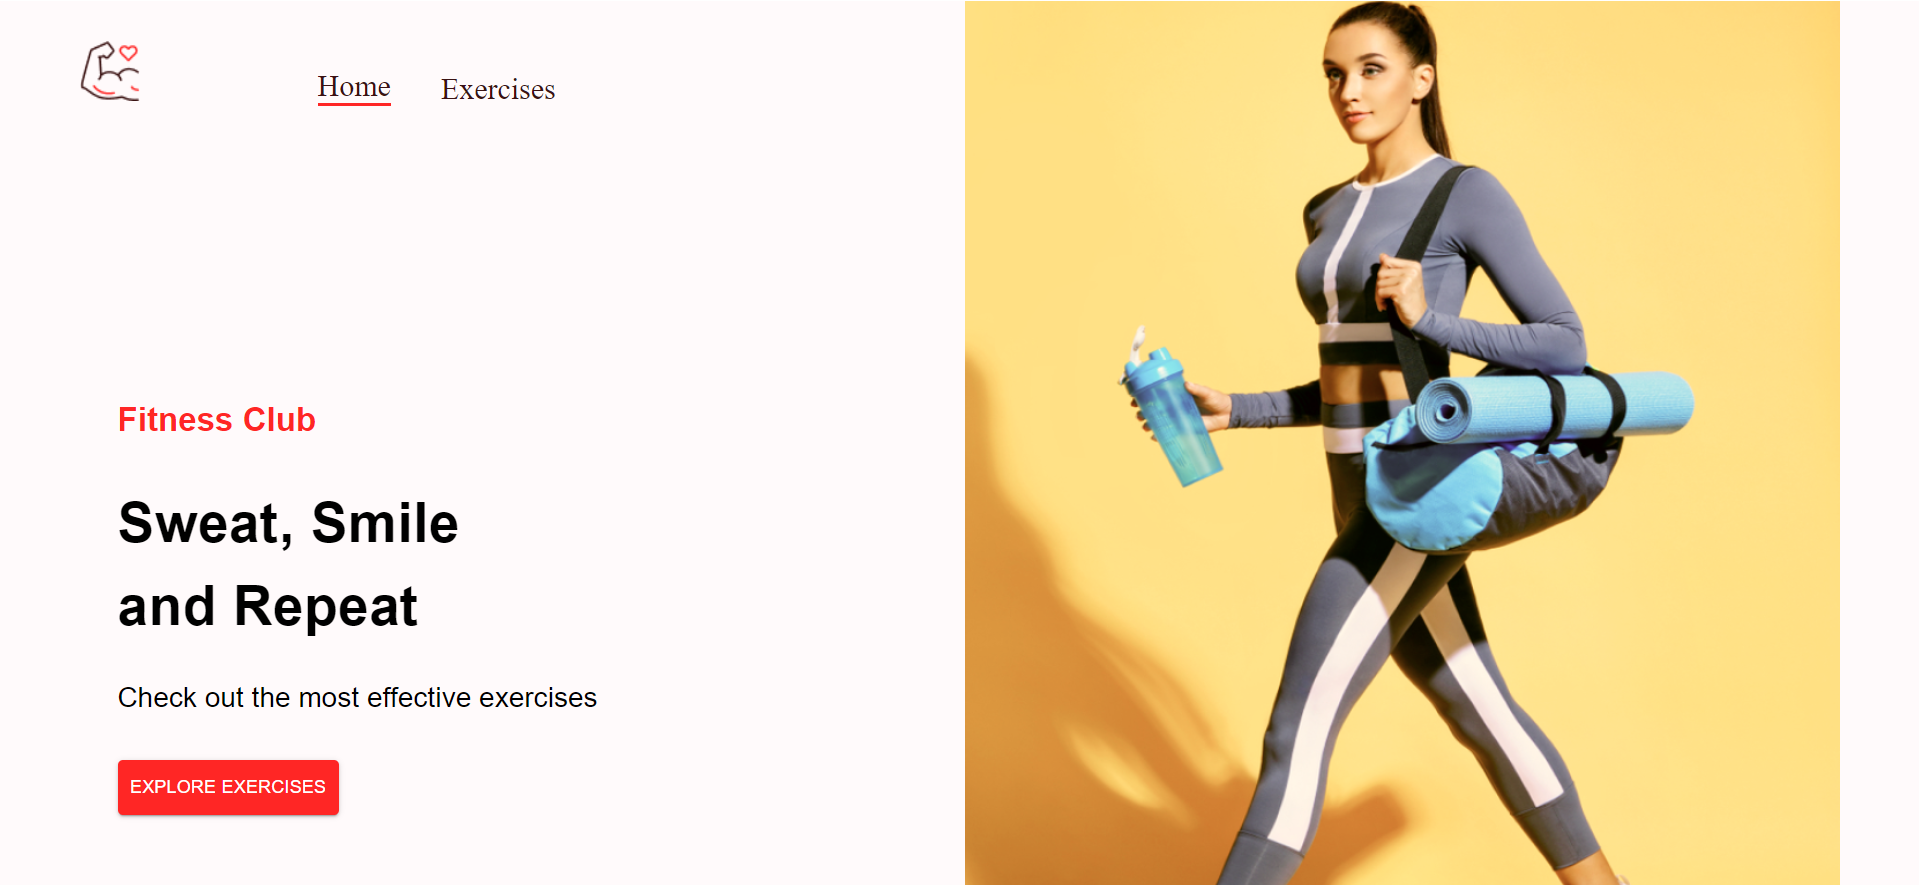 Home Exercises
Fitness Club
Sweat, Smile
and Repeat
Check out the most effective exercises
EXPLORE EXERCISES